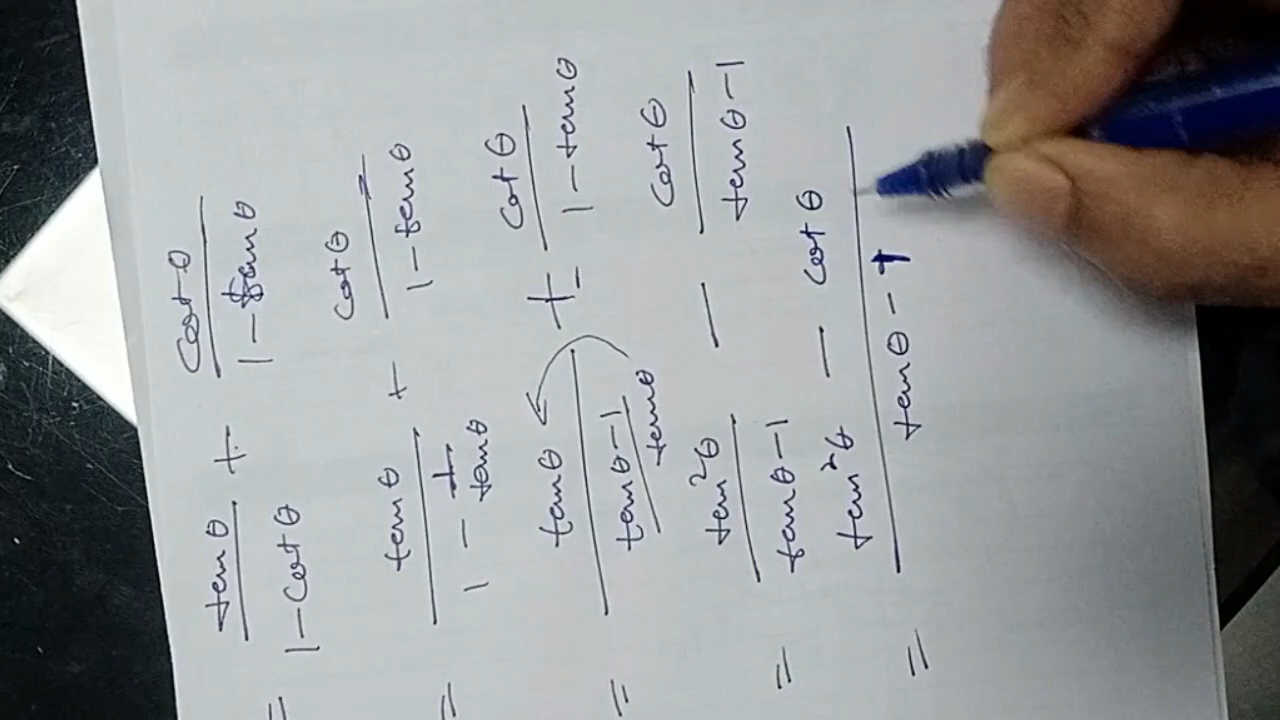 = tanθ/(1-cotθ) + cotθ/(1-tanθ)
= tanθ/(1 - 1/tanθ) + cotθ/(1-tanθ)
= tanθ/((tanθ-1)/tanθ) + cotθ/(1-tanθ)
= tan²θ/(tanθ-1) - cotθ/(tanθ-1)
= (tan²θ - cotθ)/(tanθ-1)